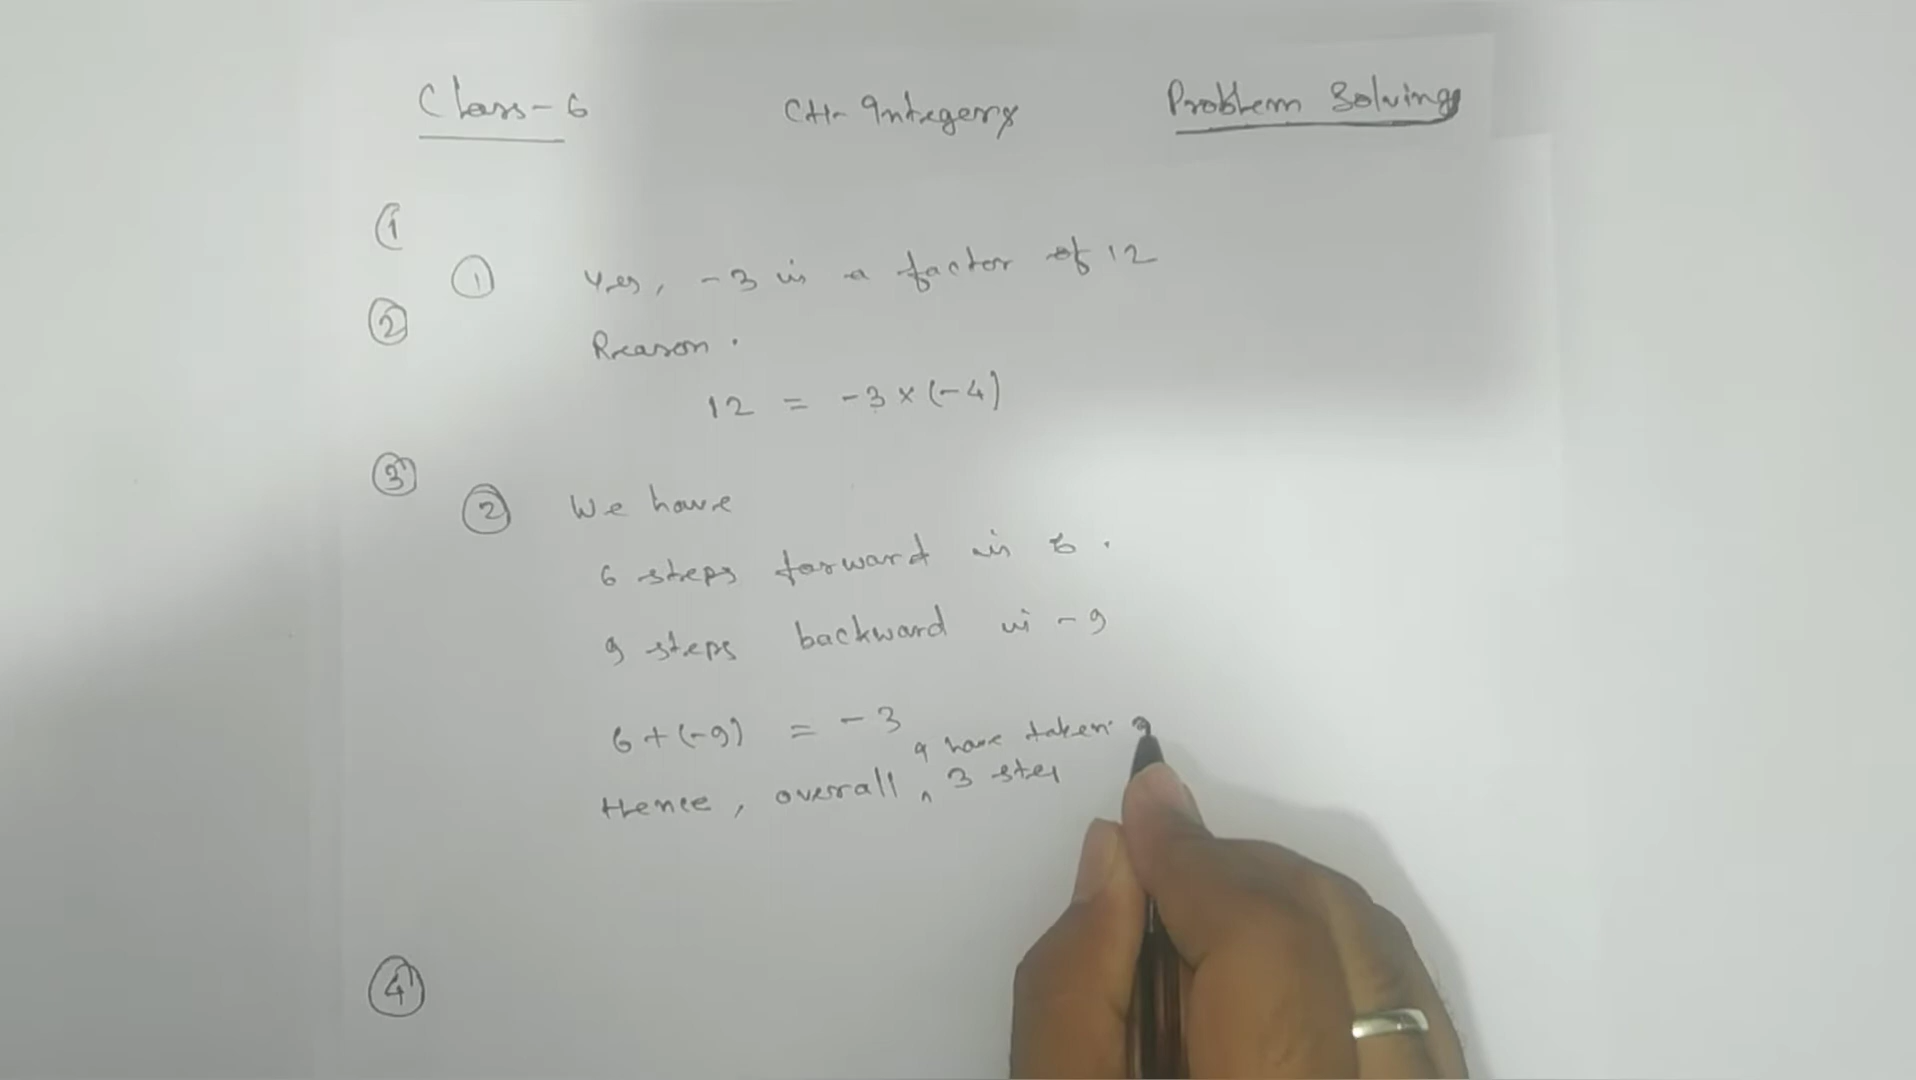 Class-6 CH- Integers Problem Solving
①
① Yes, -3 is a factor of 12
②
Reason.
12 = -3 × (-4)
③
② We have
6 steps forward is 6.
9 steps backward is -9
6 + (-9) = -3
I have taken
Hence, overall ^ 3 ste
④